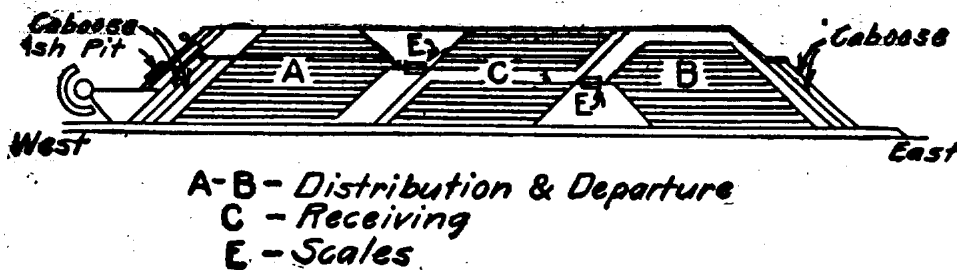 Caboose
Ash Pit
Caboose
E
A
C
B
E
West
East
A-B- Distribution & Departure
C - Receiving
E - Scales